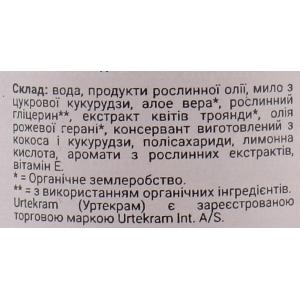 Склад: вода, продукти рослинної олії, мило з
цукрової кукурудзи, алое вера*, рослинний
гліцерин**, екстракт квітів троянди*, олія
рожевої герані*, консервант виготовлений з
кокоса і кукурудзи, полісахариди, лимонна
кислота, аромати з рослинних екстрактів,
вітамін Е.
* = Органічне землеробство.
** = з використанням органічних інгредієнтів.
Urtekram (Уртекрам) є зареєстрованою
торговою маркою Urtekram Int. A/S.